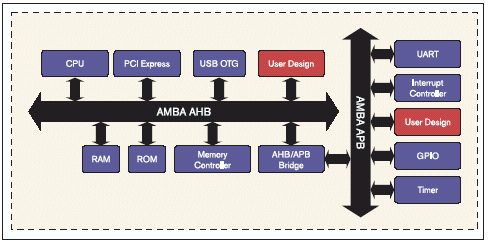 CPU
PCI Express
USB OTG
User Design
AMBA AHB
RAM
ROM
Memory
Controller
AHB/APB
Bridge
AMBA APB
UART
Interrupt
Controller
User Design
GPIO
Timer